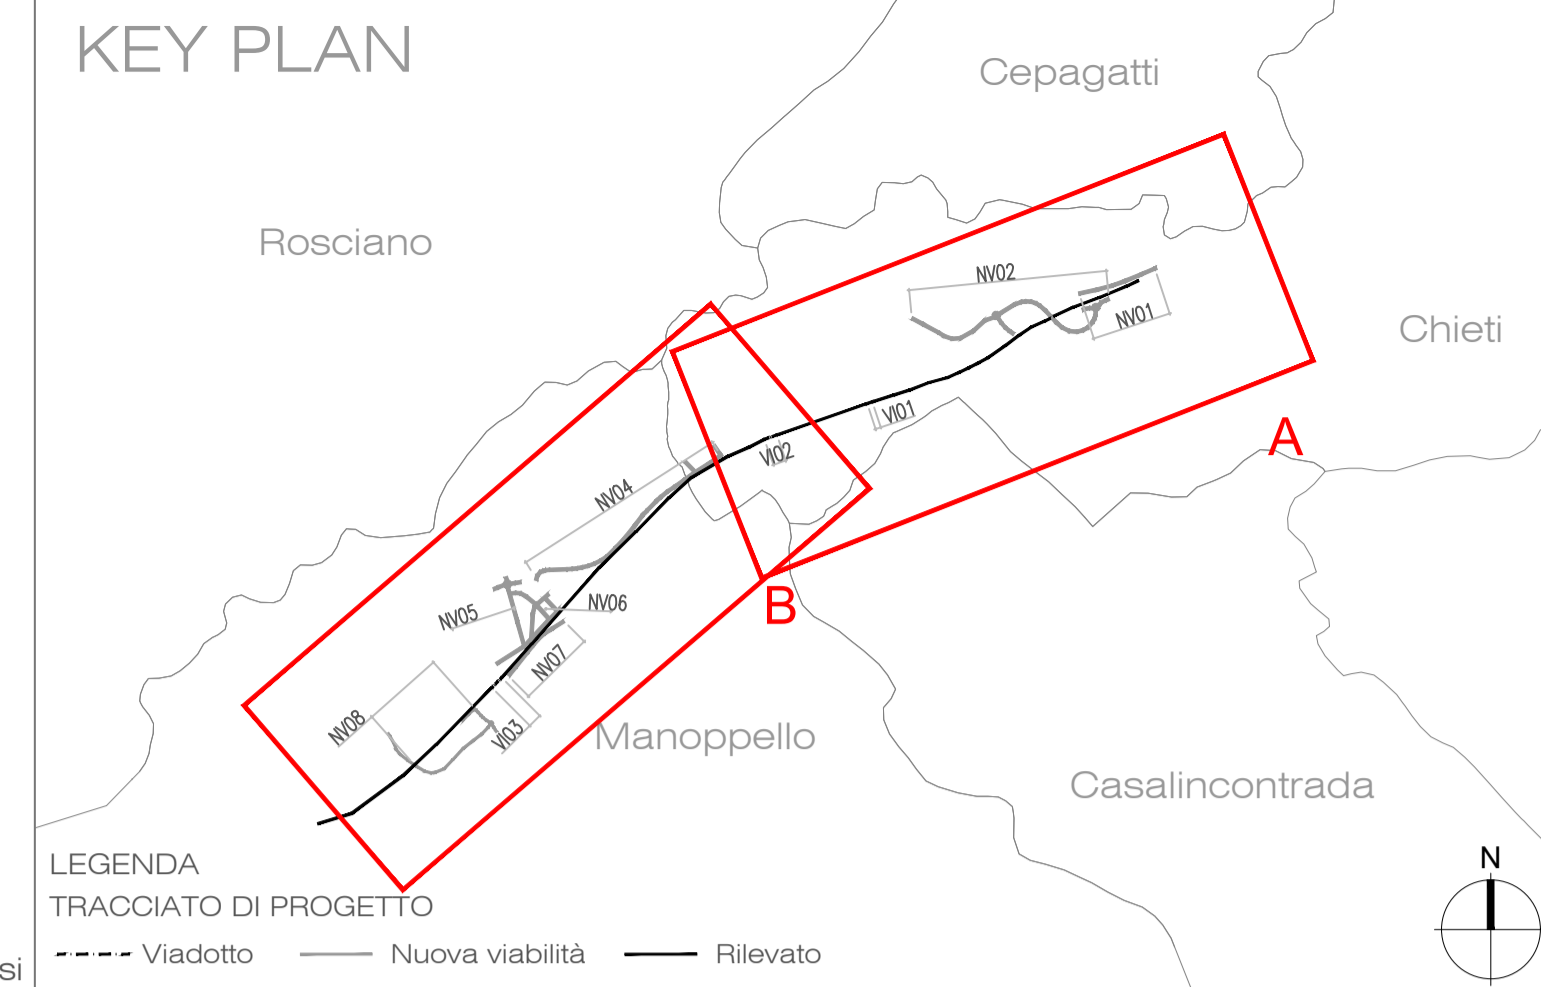 KEY PLAN
Cepagatti
Rosciano
NV02
NV01
Chieti
VI01
VI02
A
NV04
B
NV05
NV06
NV07
NV08
VI03
Manoppello
Casalincontrada
N
LEGENDA
TRACCIATO DI PROGETTO
Viadotto
Nuova viabilità
Rilevato
si